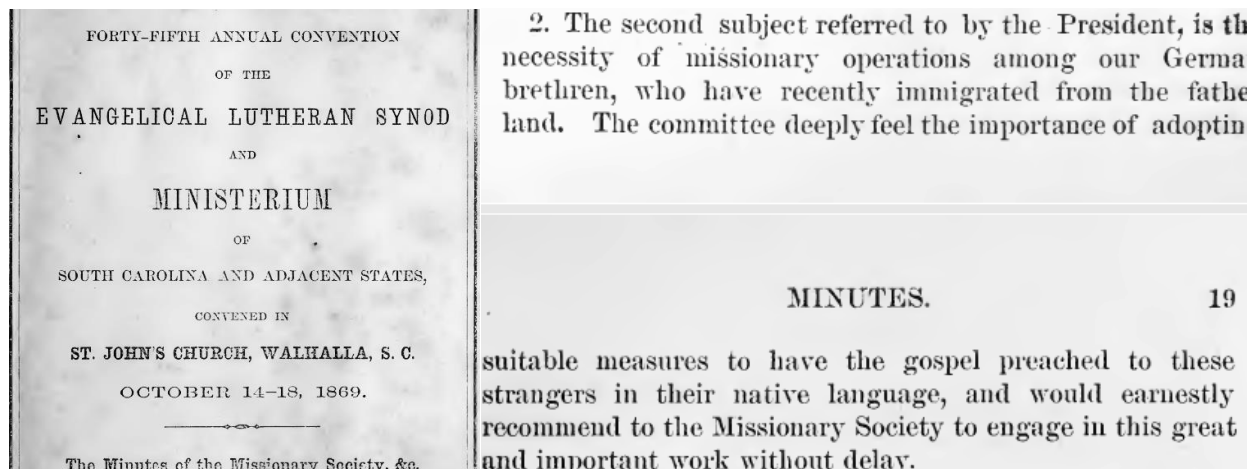 FORTY-FIFTH ANNUAL CONVENTION
OF THE
EVANGELICAL LUTHERAN SYNOD
AND
MINISTERIUM
OF
SOUTH CAROLINA AND ADJACENT STATES,
CONVENED IN
ST. JOHN'S CHURCH, WALHALLA, S. C.
OCTOBER 14-18, 1869.
The Minutes of the Missionary Society, &c.
2. The second subject referred to by the President, is th
necessity of missionary operations among our Germa
brethren, who have recently immigrated from the fathe
land. The committee deeply feel the importance of adoptin
MINUTES. 19
suitable measures to have the gospel preached to these
strangers in their native language, and would earnestly
recommend to the Missionary Society to engage in this great
and important work without delay.